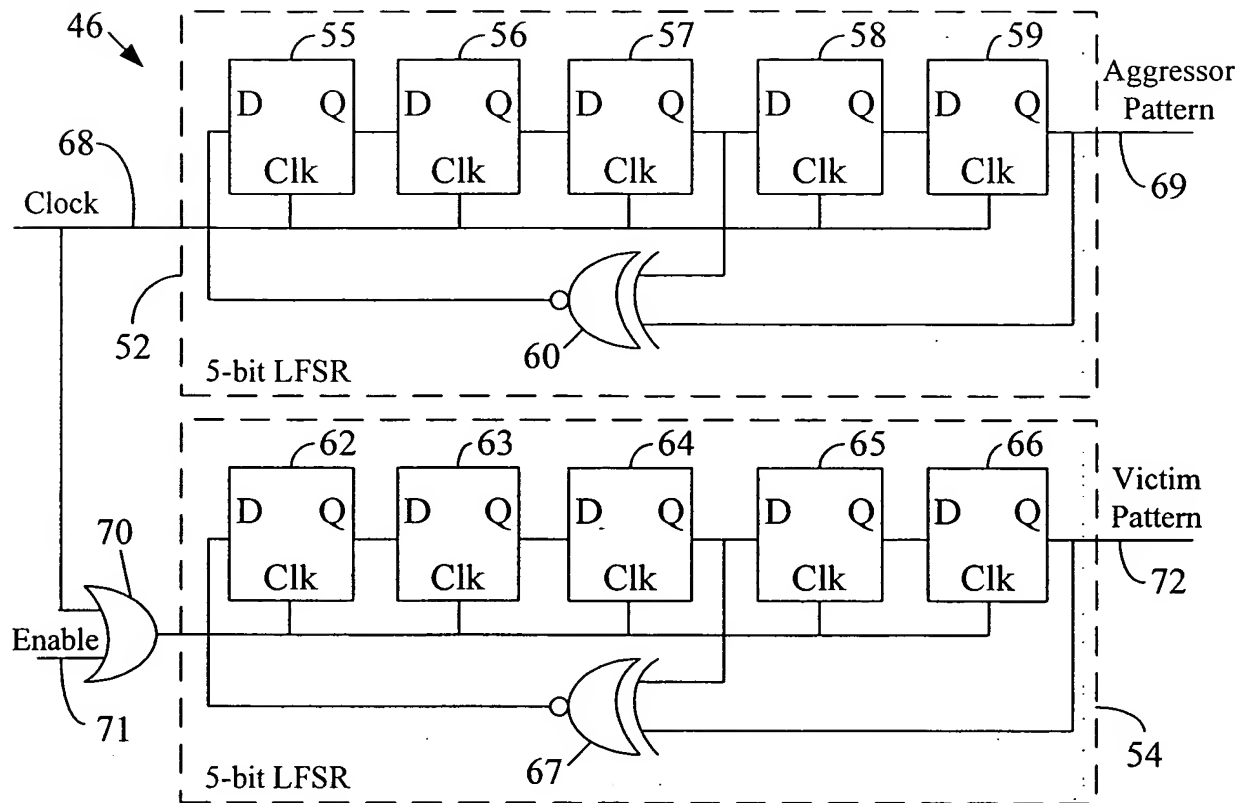 46
55 56 57 58 59
D Q D Q D Q D Q D Q
Clk Clk Clk Clk Clk
Aggressor
Pattern
68
69
Clock
52
60
5-bit LFSR
62 63 64 65 66
D Q D Q D Q D Q D Q
Clk Clk Clk Clk Clk
Victim
Pattern
70
72
Enable
71
67
54
5-bit LFSR